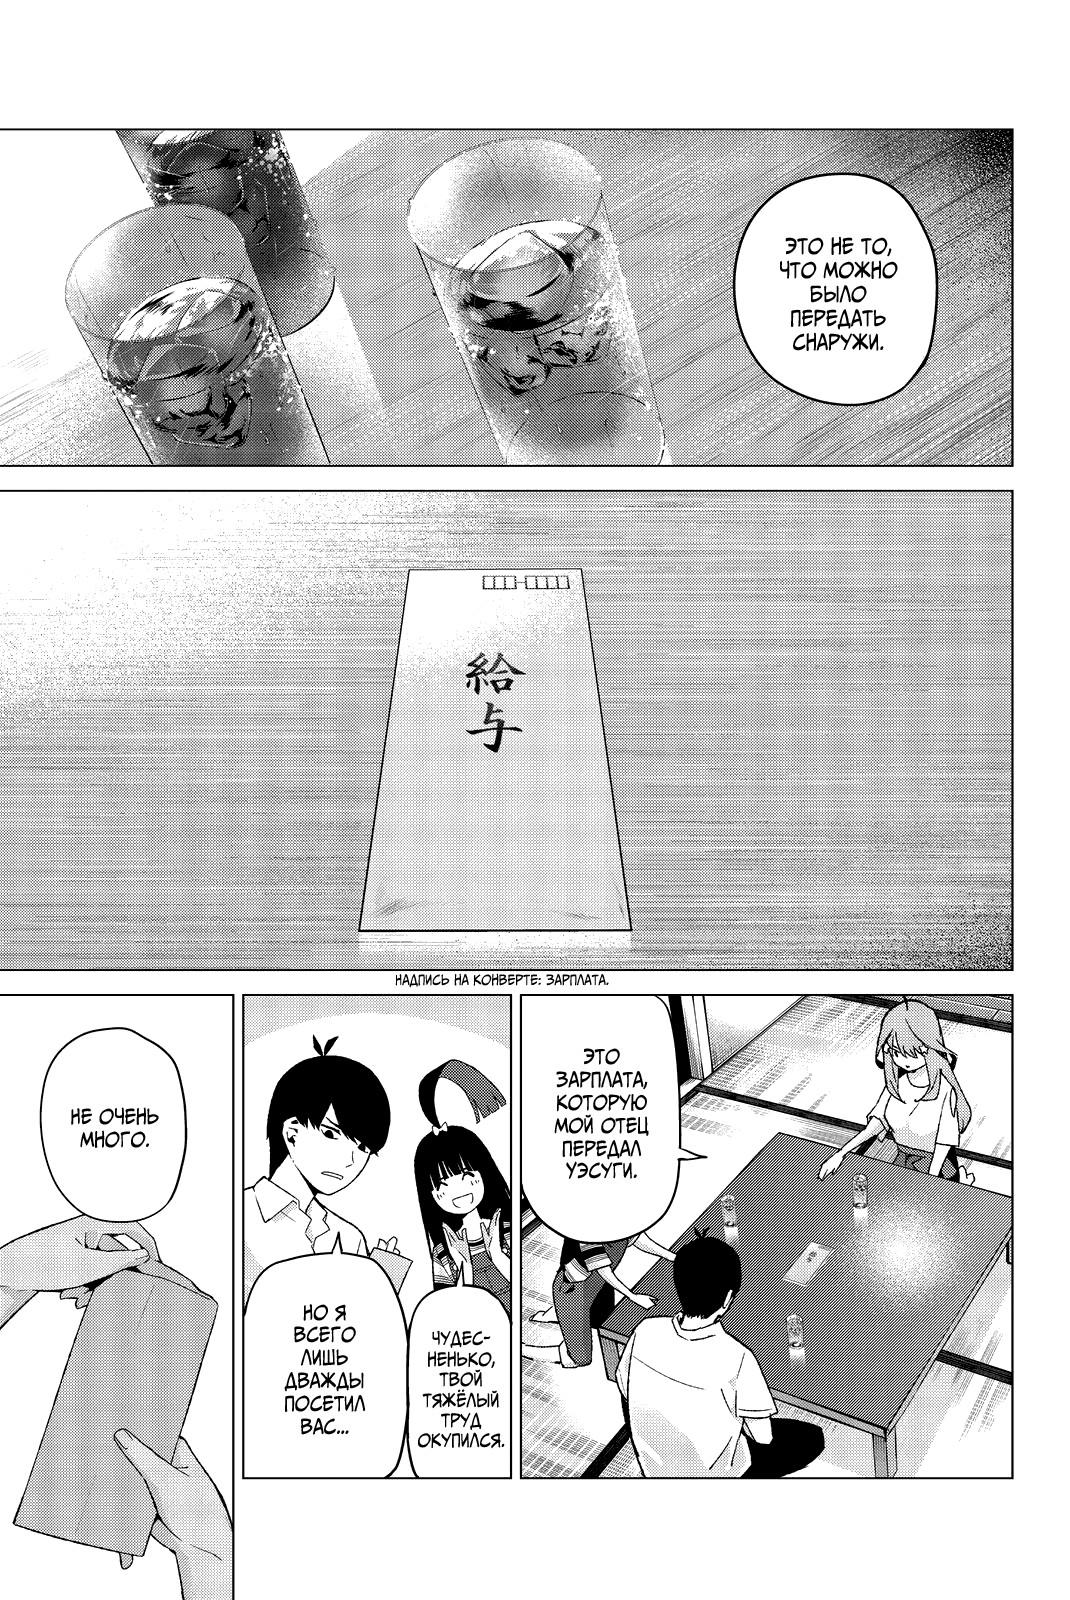 ЭТО НЕ ТО,
ЧТО МОЖНО
БЫЛО
ПЕРЕДАТЬ
СНАРУЖИ.
給
与
НАДПИСЬ НА КОНВЕРТЕ: ЗАРПЛАТА.
ЭТО
ЗАРПЛАТА,
КОТОРУЮ
МОЙ ОТЕЦ
ПЕРЕДАЛ
УЭСУГИ.
ЧУДЕС-
НЕНЬКО,
ТВОЙ
ТЯЖЁЛЫЙ
ТРУД
ОКУПИЛСЯ.
НО Я
ВСЕГО
ЛИШЬ
ДВАЖДЫ
ПОСЕТИЛ
ВАС...
НЕ ОЧЕНЬ
МНОГО.